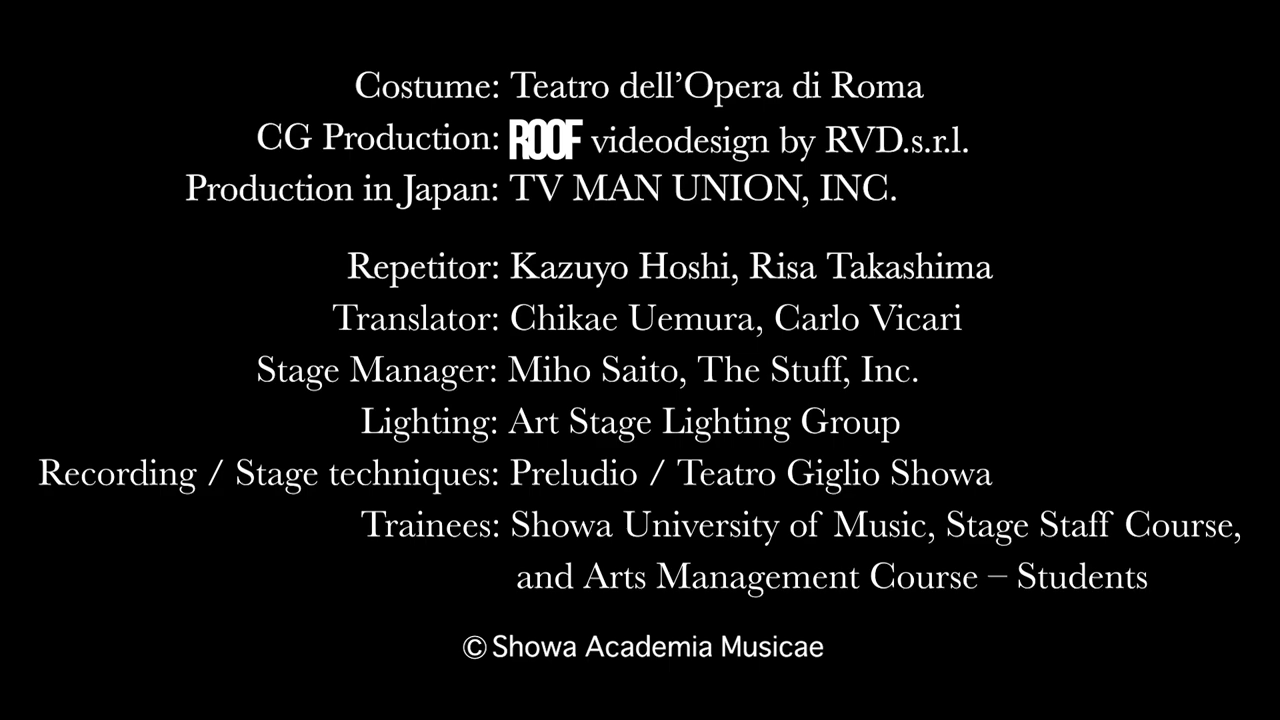 Costume: Teatro dell’Opera di Roma
CG Production: ROOF videodesign by RVD.s.r.l.
Production in Japan: TV MAN UNION, INC.
Repetitor: Kazuyo Hoshi, Risa Takashima
Translator: Chikae Uemura, Carlo Vicari
Stage Manager: Miho Saito, The Stuff, Inc.
Lighting: Art Stage Lighting Group
Recording / Stage techniques: Preludio / Teatro Giglio Showa
Trainees: Showa University of Music, Stage Staff Course,
and Arts Management Course – Students
© Showa Academia Musicae